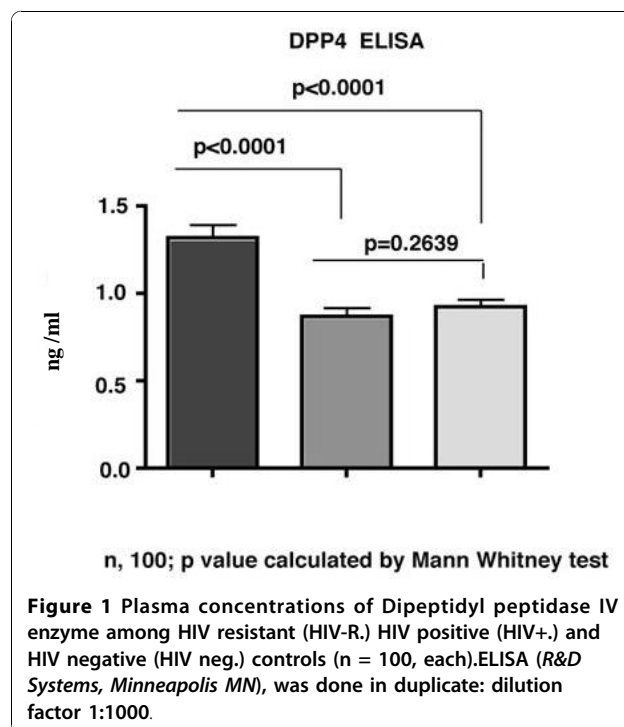 DPP4 ELISA
p<0.0001
p<0.0001
p=0.2639
1.5
1.0
0.5
0.0
ng /ml
n, 100; p value calculated by Mann Whitney test
Figure 1 Plasma concentrations of Dipeptidyl peptidase IV
enzyme among HIV resistant (HIV-R.) HIV positive (HIV+.) and
HIV negative (HIV neg.) controls (n = 100, each).ELISA (R&D
Systems, Minneapolis MN), was done in duplicate: dilution
factor 1:1000.